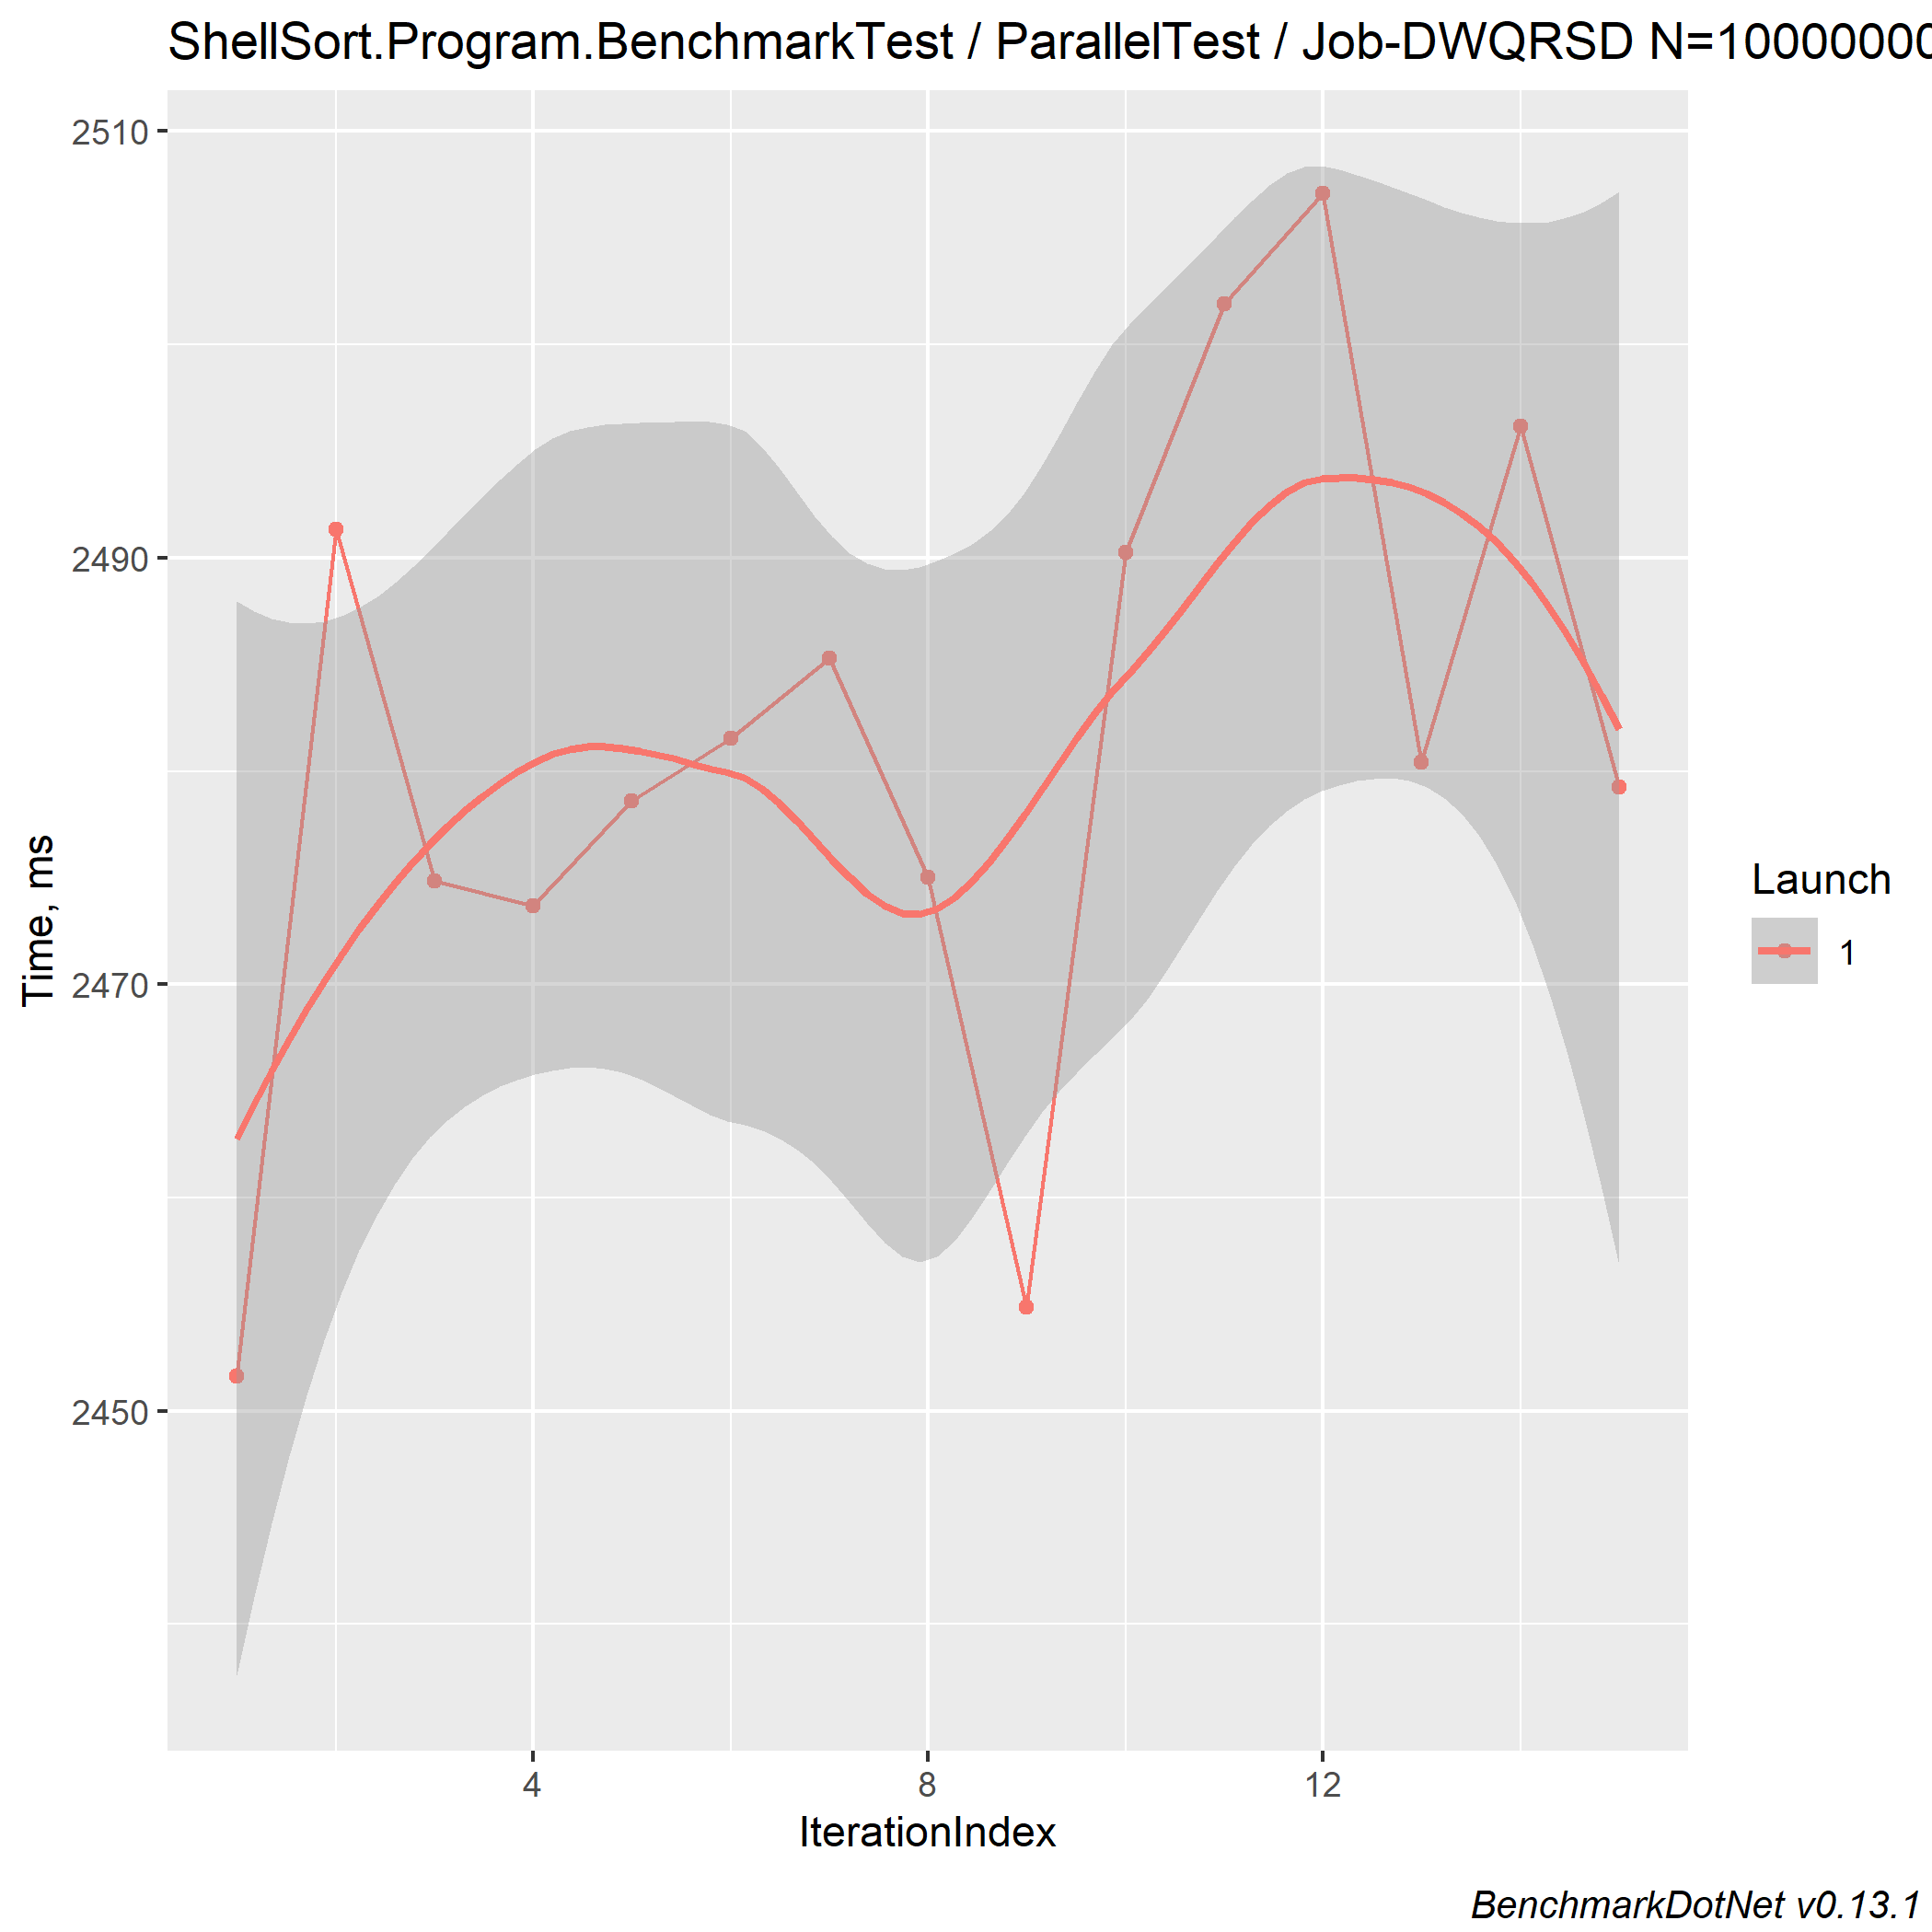 ShellSort.Program.BenchmarkTest / ParallelTest / Job-DWQRSD N=10000000
2510
2490
2470
2450
Time, ms
4 8 12
IterationIndex
Launch
1
BenchmarkDotNet v0.13.1